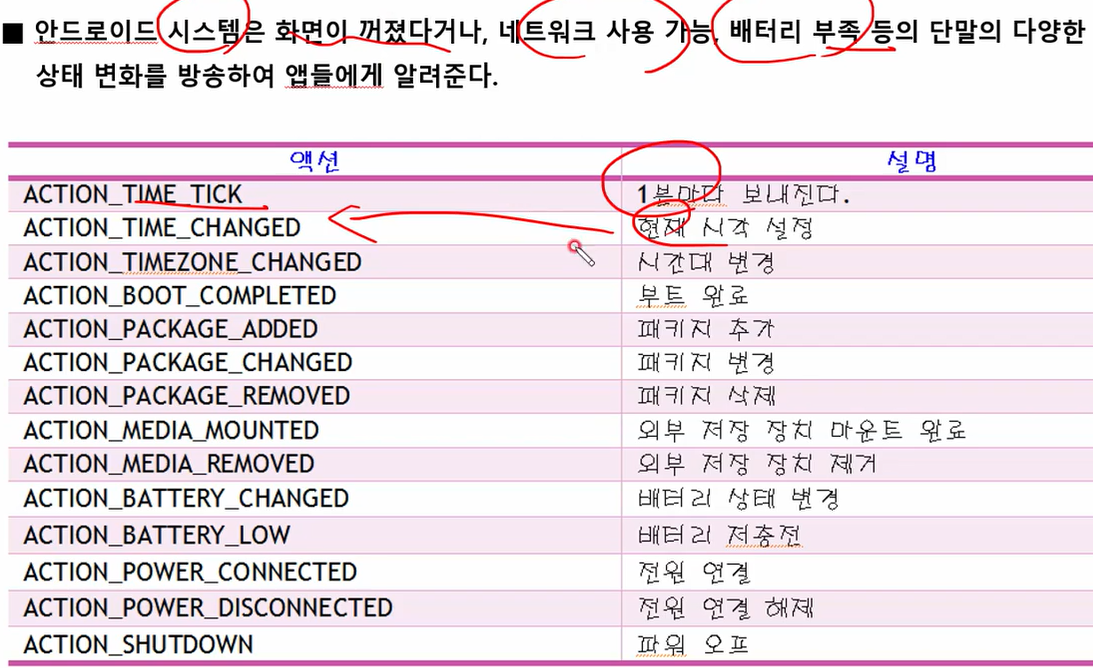 ■ 안드로이드 시스템은 화면이 꺼졌다거나, 네트워크 사용 가능, 배터리 부족 등의 단말의 다양한
상태 변화를 방송하여 앱들에게 알려준다.
액션 설명
ACTION_TIME_TICK 1분마다 보내진다.
ACTION_TIME_CHANGED 현재 시각 설정
ACTION_TIMEZONE_CHANGED 시간대 변경
ACTION_BOOT_COMPLETED 부트 완료
ACTION_PACKAGE_ADDED 패키지 추가
ACTION_PACKAGE_CHANGED 패키지 변경
ACTION_PACKAGE_REMOVED 패키지 삭제
ACTION_MEDIA_MOUNTED 외부 저장 장치 마운트 완료
ACTION_MEDIA_REMOVED 외부 저장 장치 제거
ACTION_BATTERY_CHANGED 배터리 상태 변경
ACTION_BATTERY_LOW 배터리 저충전
ACTION_POWER_CONNECTED 전원 연결
ACTION_POWER_DISCONNECTED 전원 연결 해제
ACTION_SHUTDOWN 파워 오프